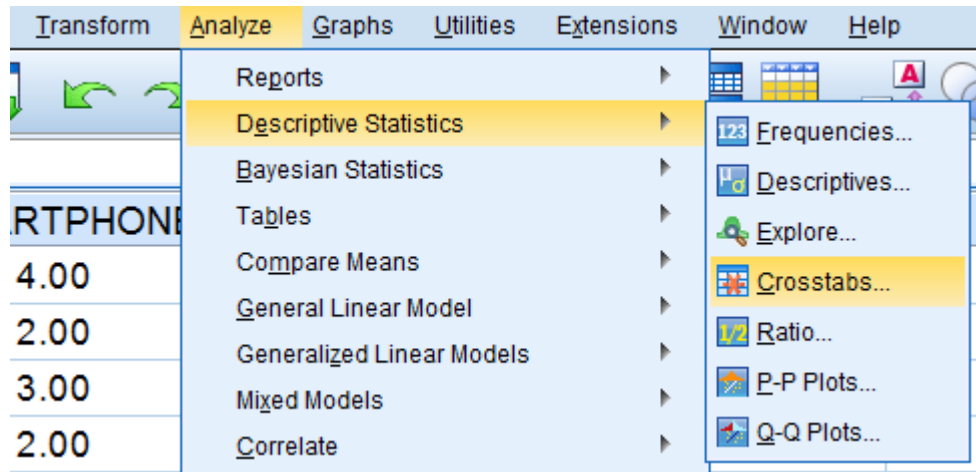 Transform Analyze Graphs Utilities Extensions Window Help
Reports
Descriptive Statistics
Bayesian Statistics
Tables
Compare Means
General Linear Model
Generalized Linear Models
Mixed Models
Correlate
A
123 Frequencies...
μσ Descriptives...
Explore...
Crosstabs...
1/2 Ratio...
P-P Plots...
Q-Q Plots...
RTPHONE
4.00
2.00
3.00
2.00